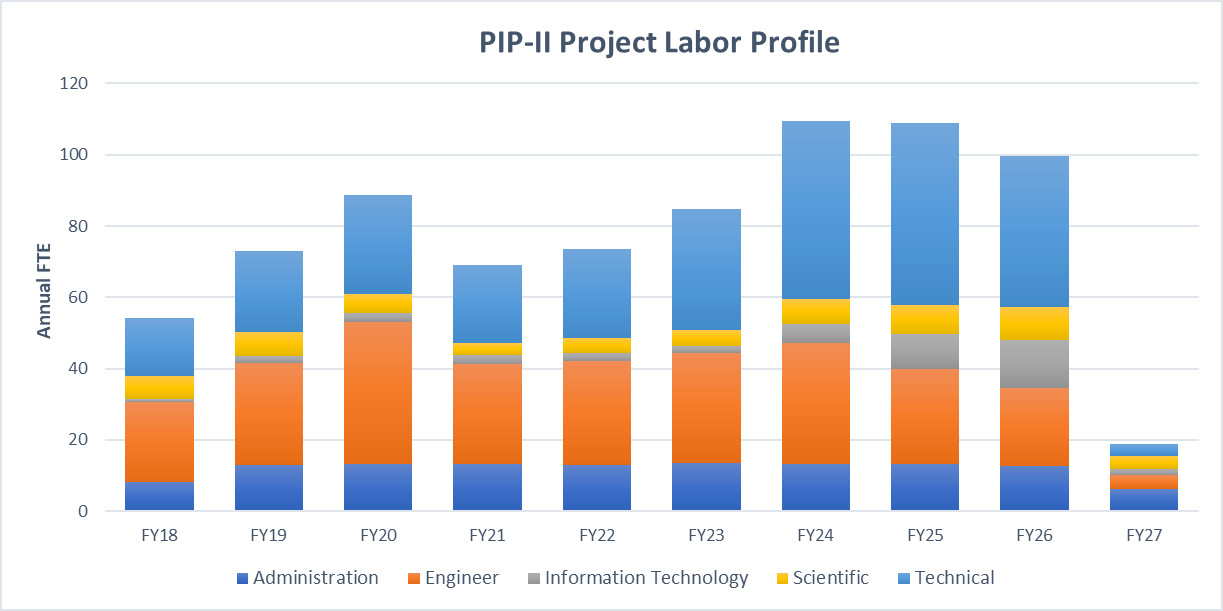 PIP-II Project Labor Profile
Annual FTE
120
100
80
60
40
20
0
FY18 FY19 FY20 FY21 FY22 FY23 FY24 FY25 FY26 FY27
Administration Engineer Information Technology Scientific Technical